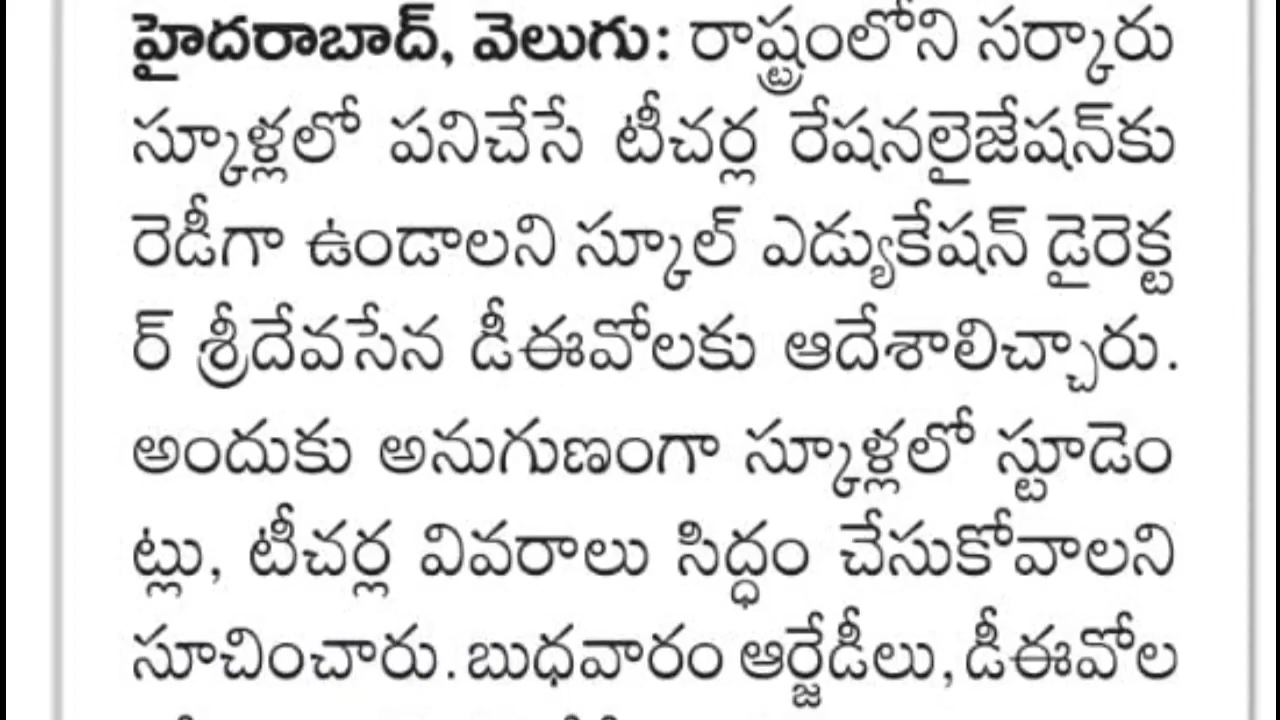 హైదరాబాద్, వెలుగు: రాష్ట్రంలోని సర్కారు
స్కూళ్లలో పనిచేసే టీచర్ల రేషనలైజేషన్‌కు
రెడీగా ఉండాలని స్కూల్ ఎడ్యుకేషన్ డైరెక్ట
ర్ శ్రీదేవసేన డీఈవోలకు ఆదేశాలిచ్చారు.
అందుకు అనుగుణంగా స్కూళ్లలో స్టూడెం
ట్లు, టీచర్ల వివరాలు సిద్ధం చేసుకోవాలని
సూచించారు. బుధవారం ఆర్జేడీలు, డీఈవోల